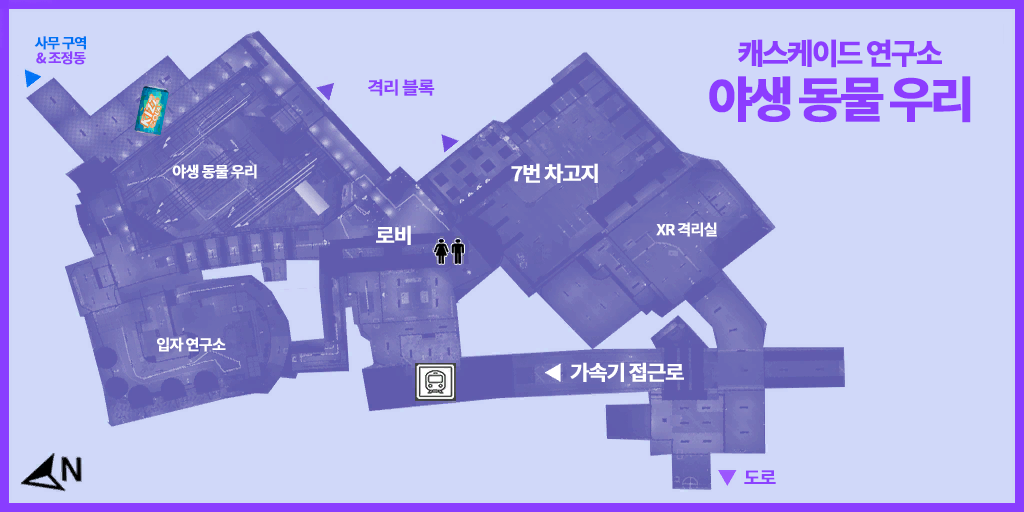 캐스케이드 연구소
야생 동물 우리
사무 구역
& 조정동
격리 블록
야생 동물 우리
7번 차고지
로비
XR 격리실
입자 연구소
가속기 접근로
도로
N